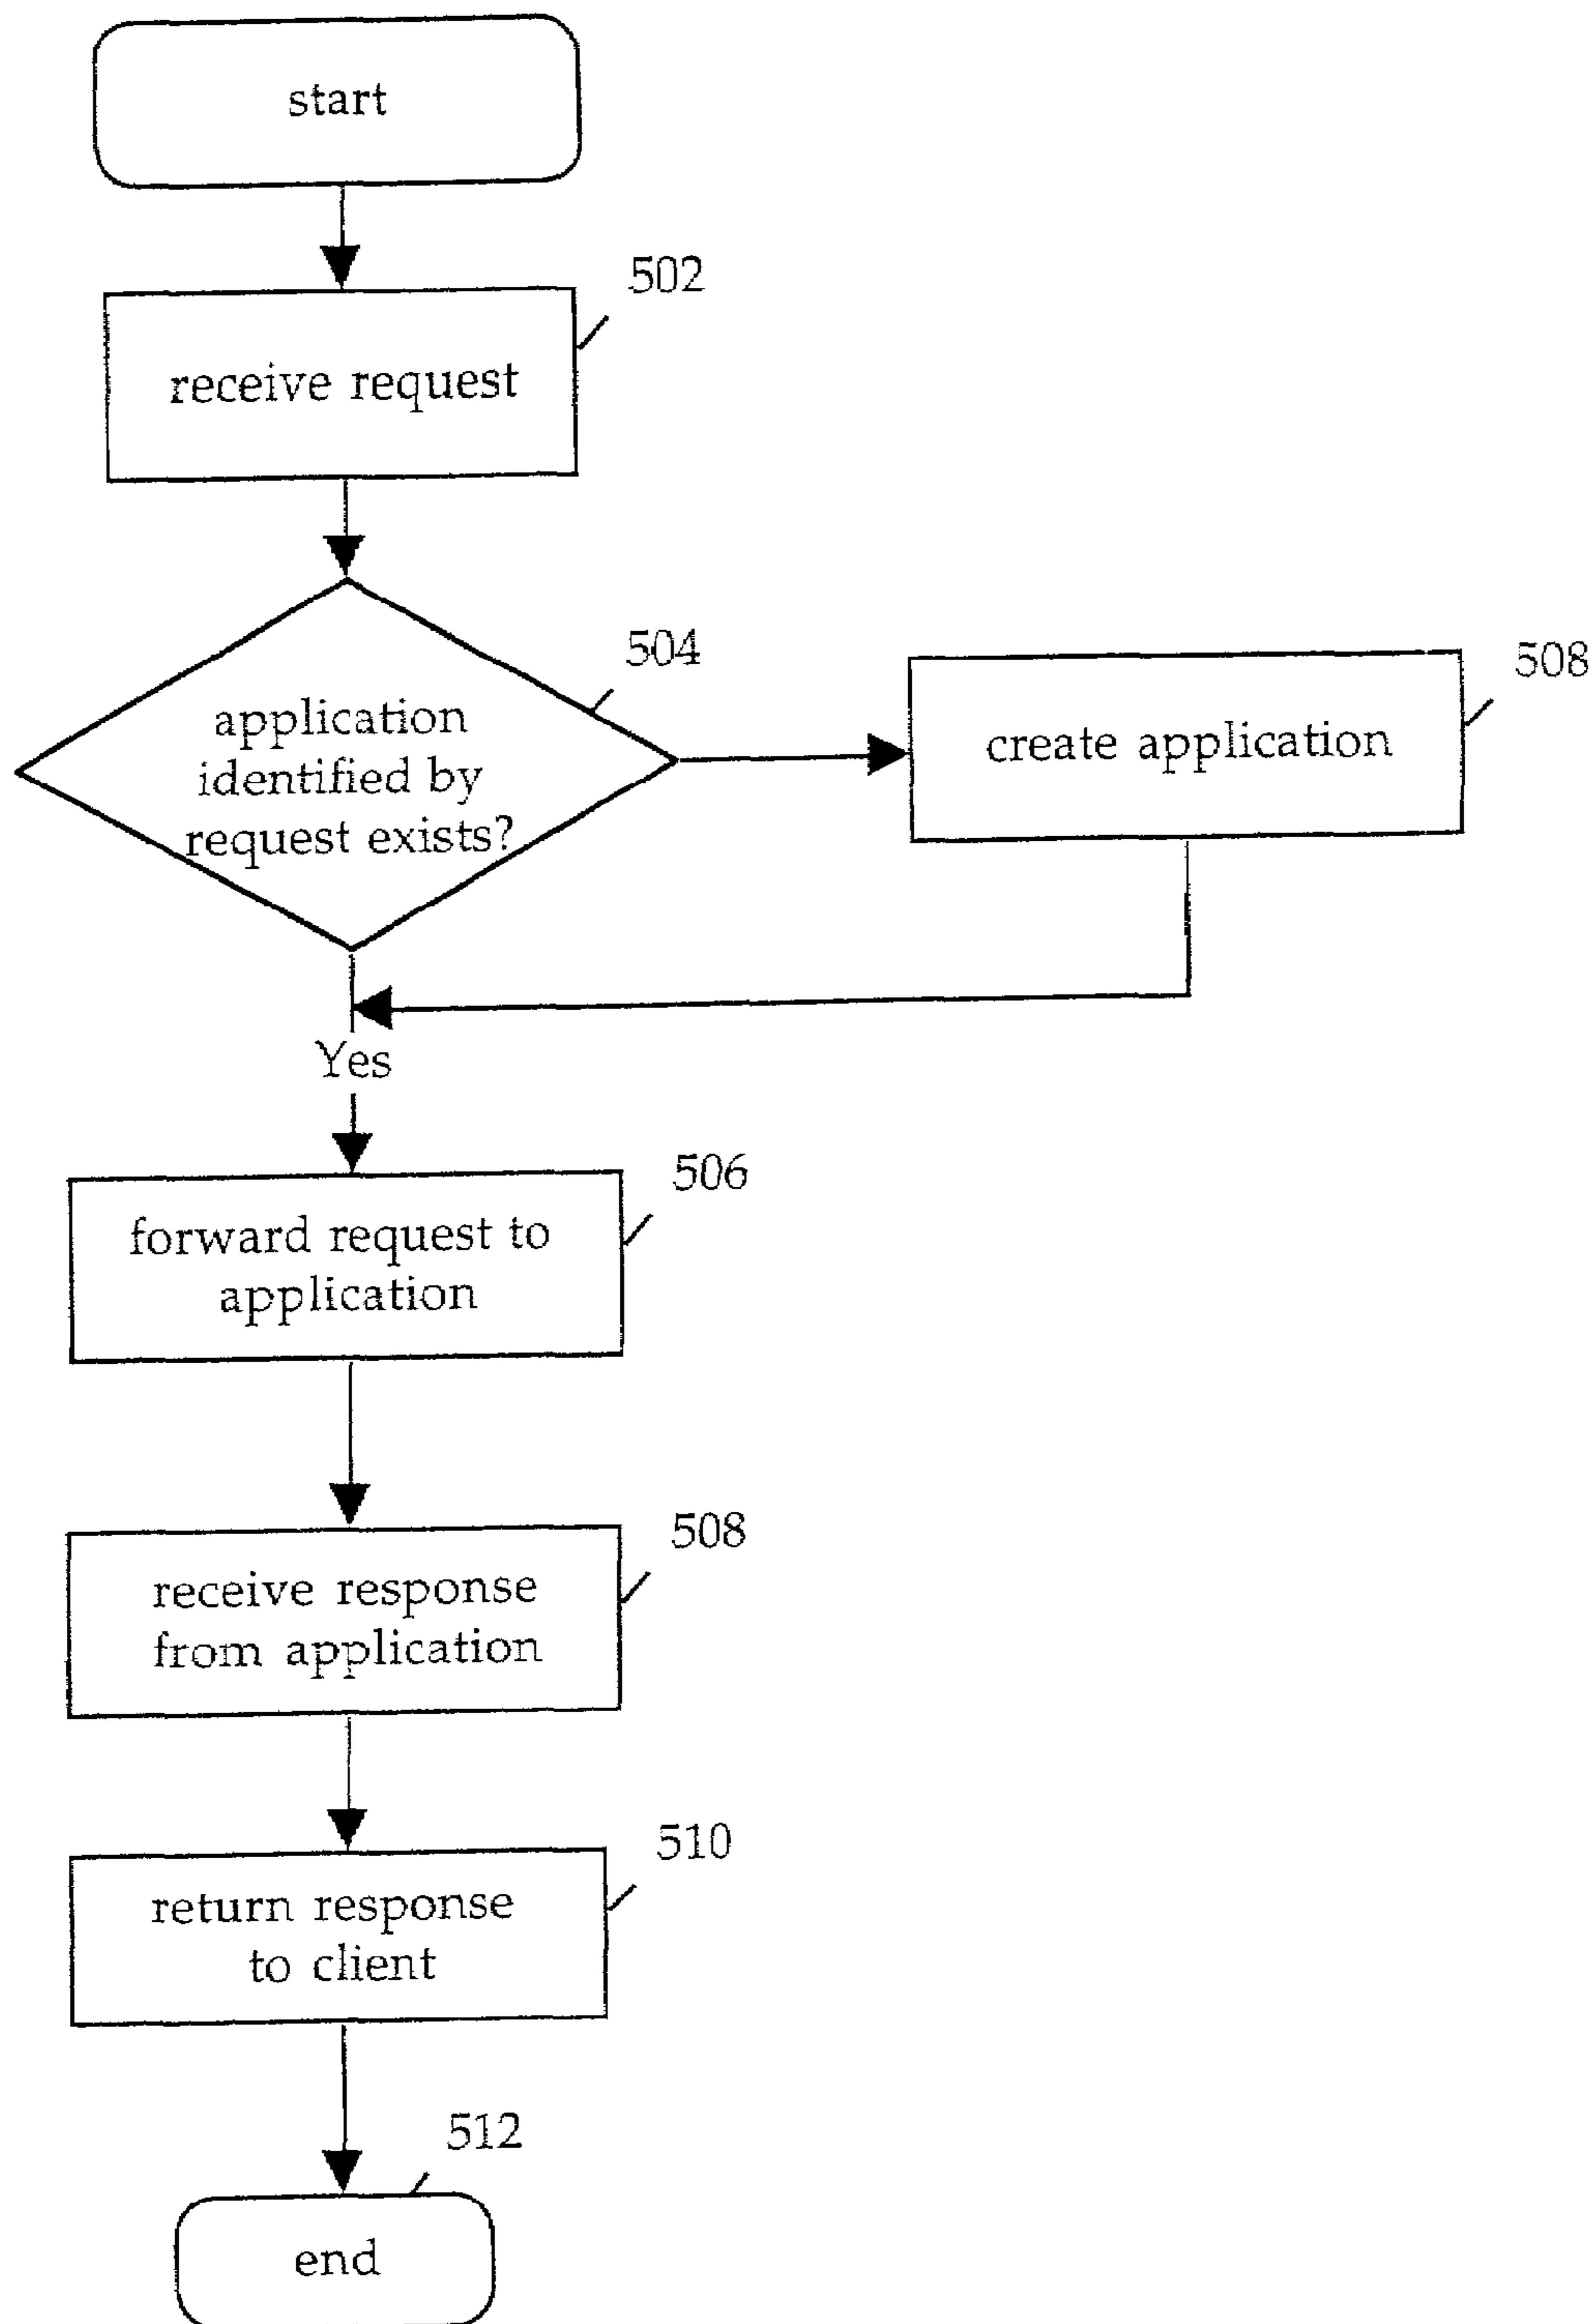 start
502
receive request
504
application
identified by
request exists?
508
create application
Yes
506
forward request to
application
508
receive response
from application
510
return response
to client
512
end